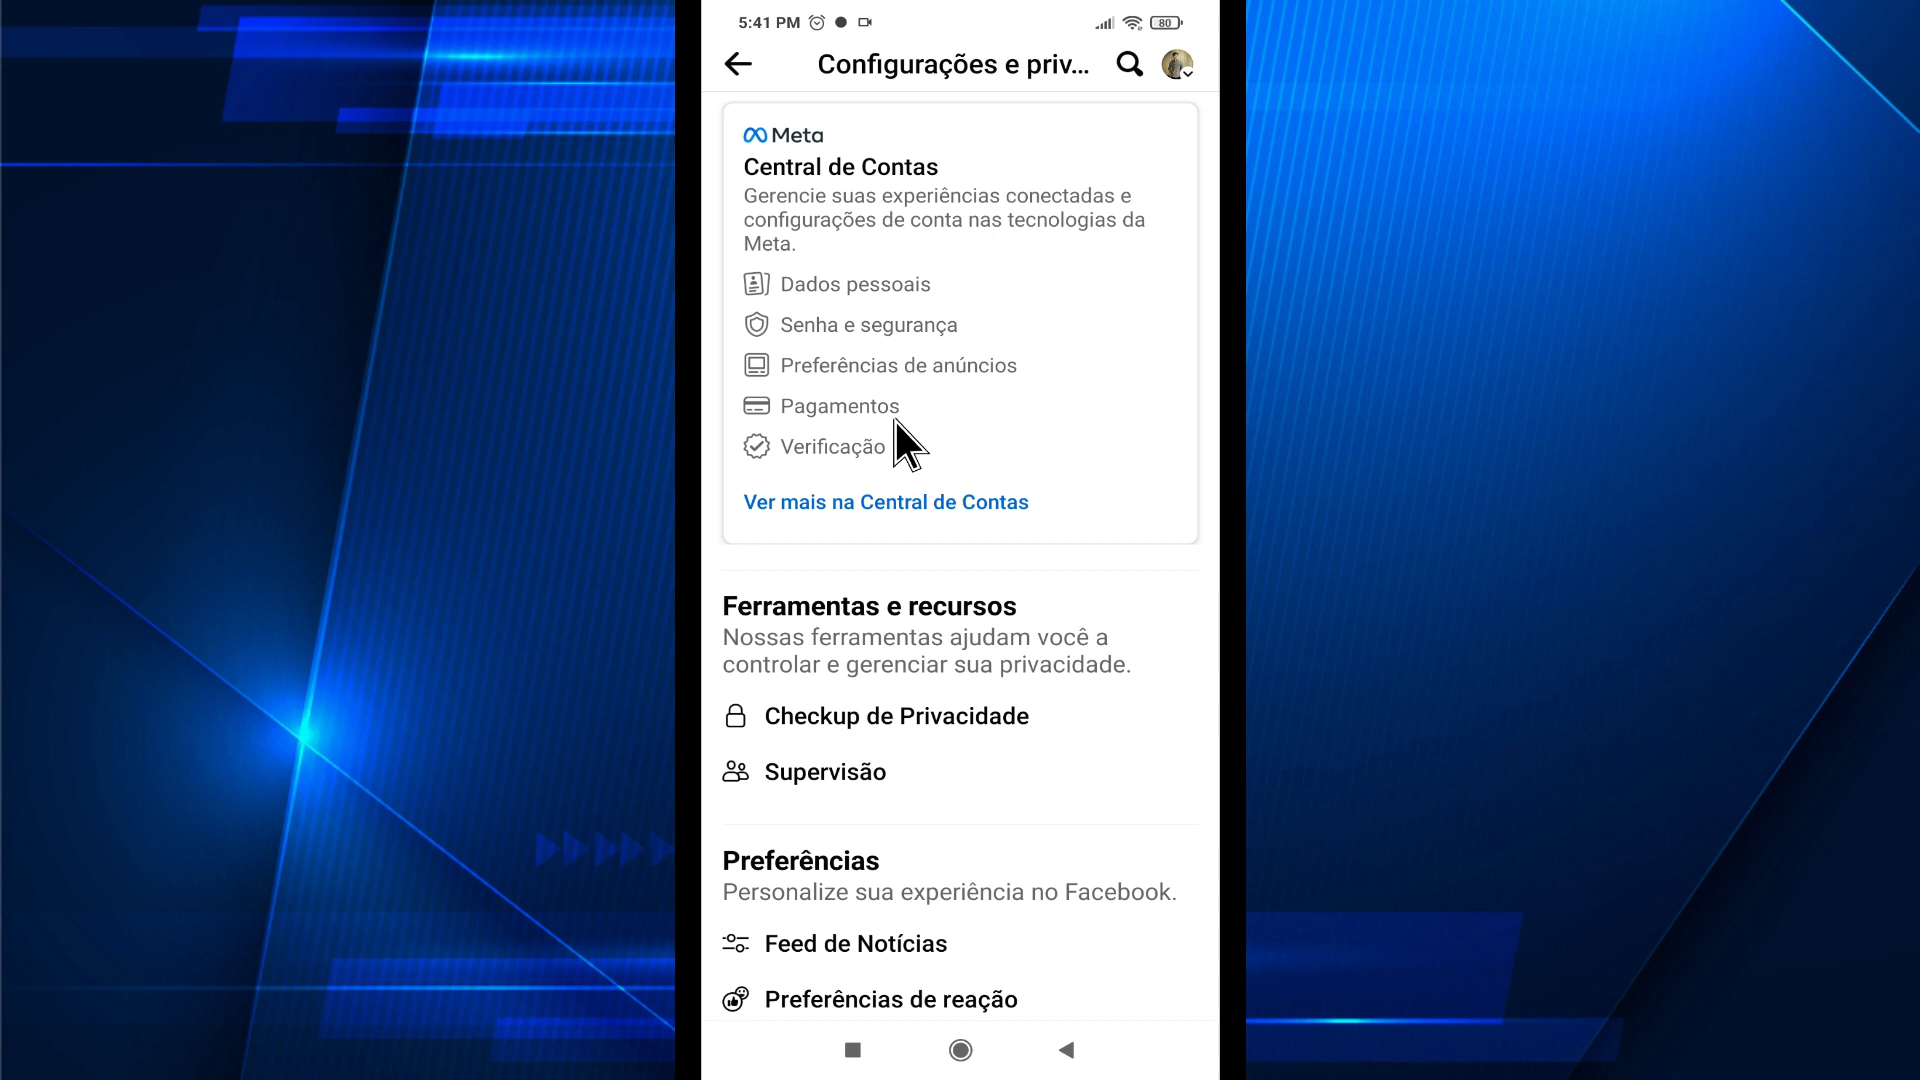 5:41 PM
80
Configurações e priv...
Meta
Central de Contas
Gerencie suas experiências conectadas e
configurações de conta nas tecnologias da
Meta.
Dados pessoais
Senha e segurança
Preferências de anúncios
Pagamentos
Verificação
Ver mais na Central de Contas
Ferramentas e recursos
Nossas ferramentas ajudam você a
controlar e gerenciar sua privacidade.
Checkup de Privacidade
Supervisão
Preferências
Personalize sua experiência no Facebook.
Feed de Notícias
Preferências de reação